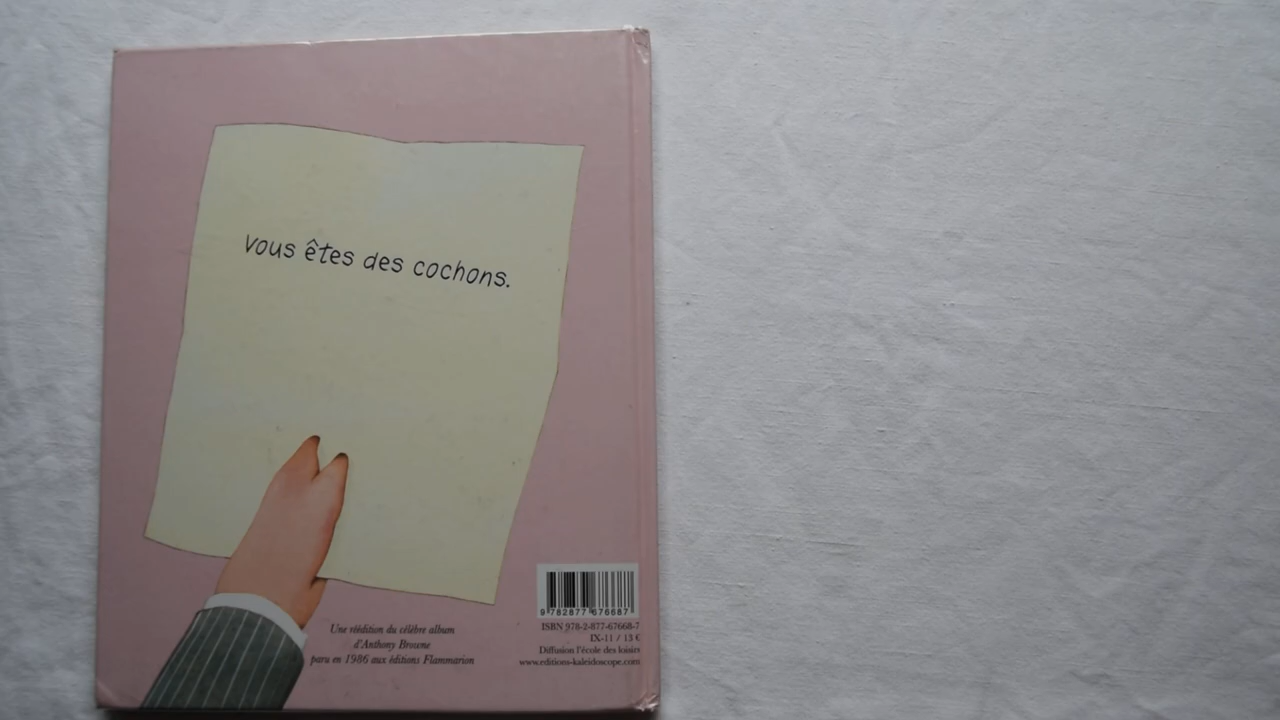 vous êtes des cochons.
9 782877 676687
ISBN 978-2-877-67668-7
IX-11 / 13 €
Une réédition du célèbre album
d'Anthony Browne
paru en 1986 aux éditions Flammarion
Diffusion l'école des loisirs
www.editions-kaleidoscope.com